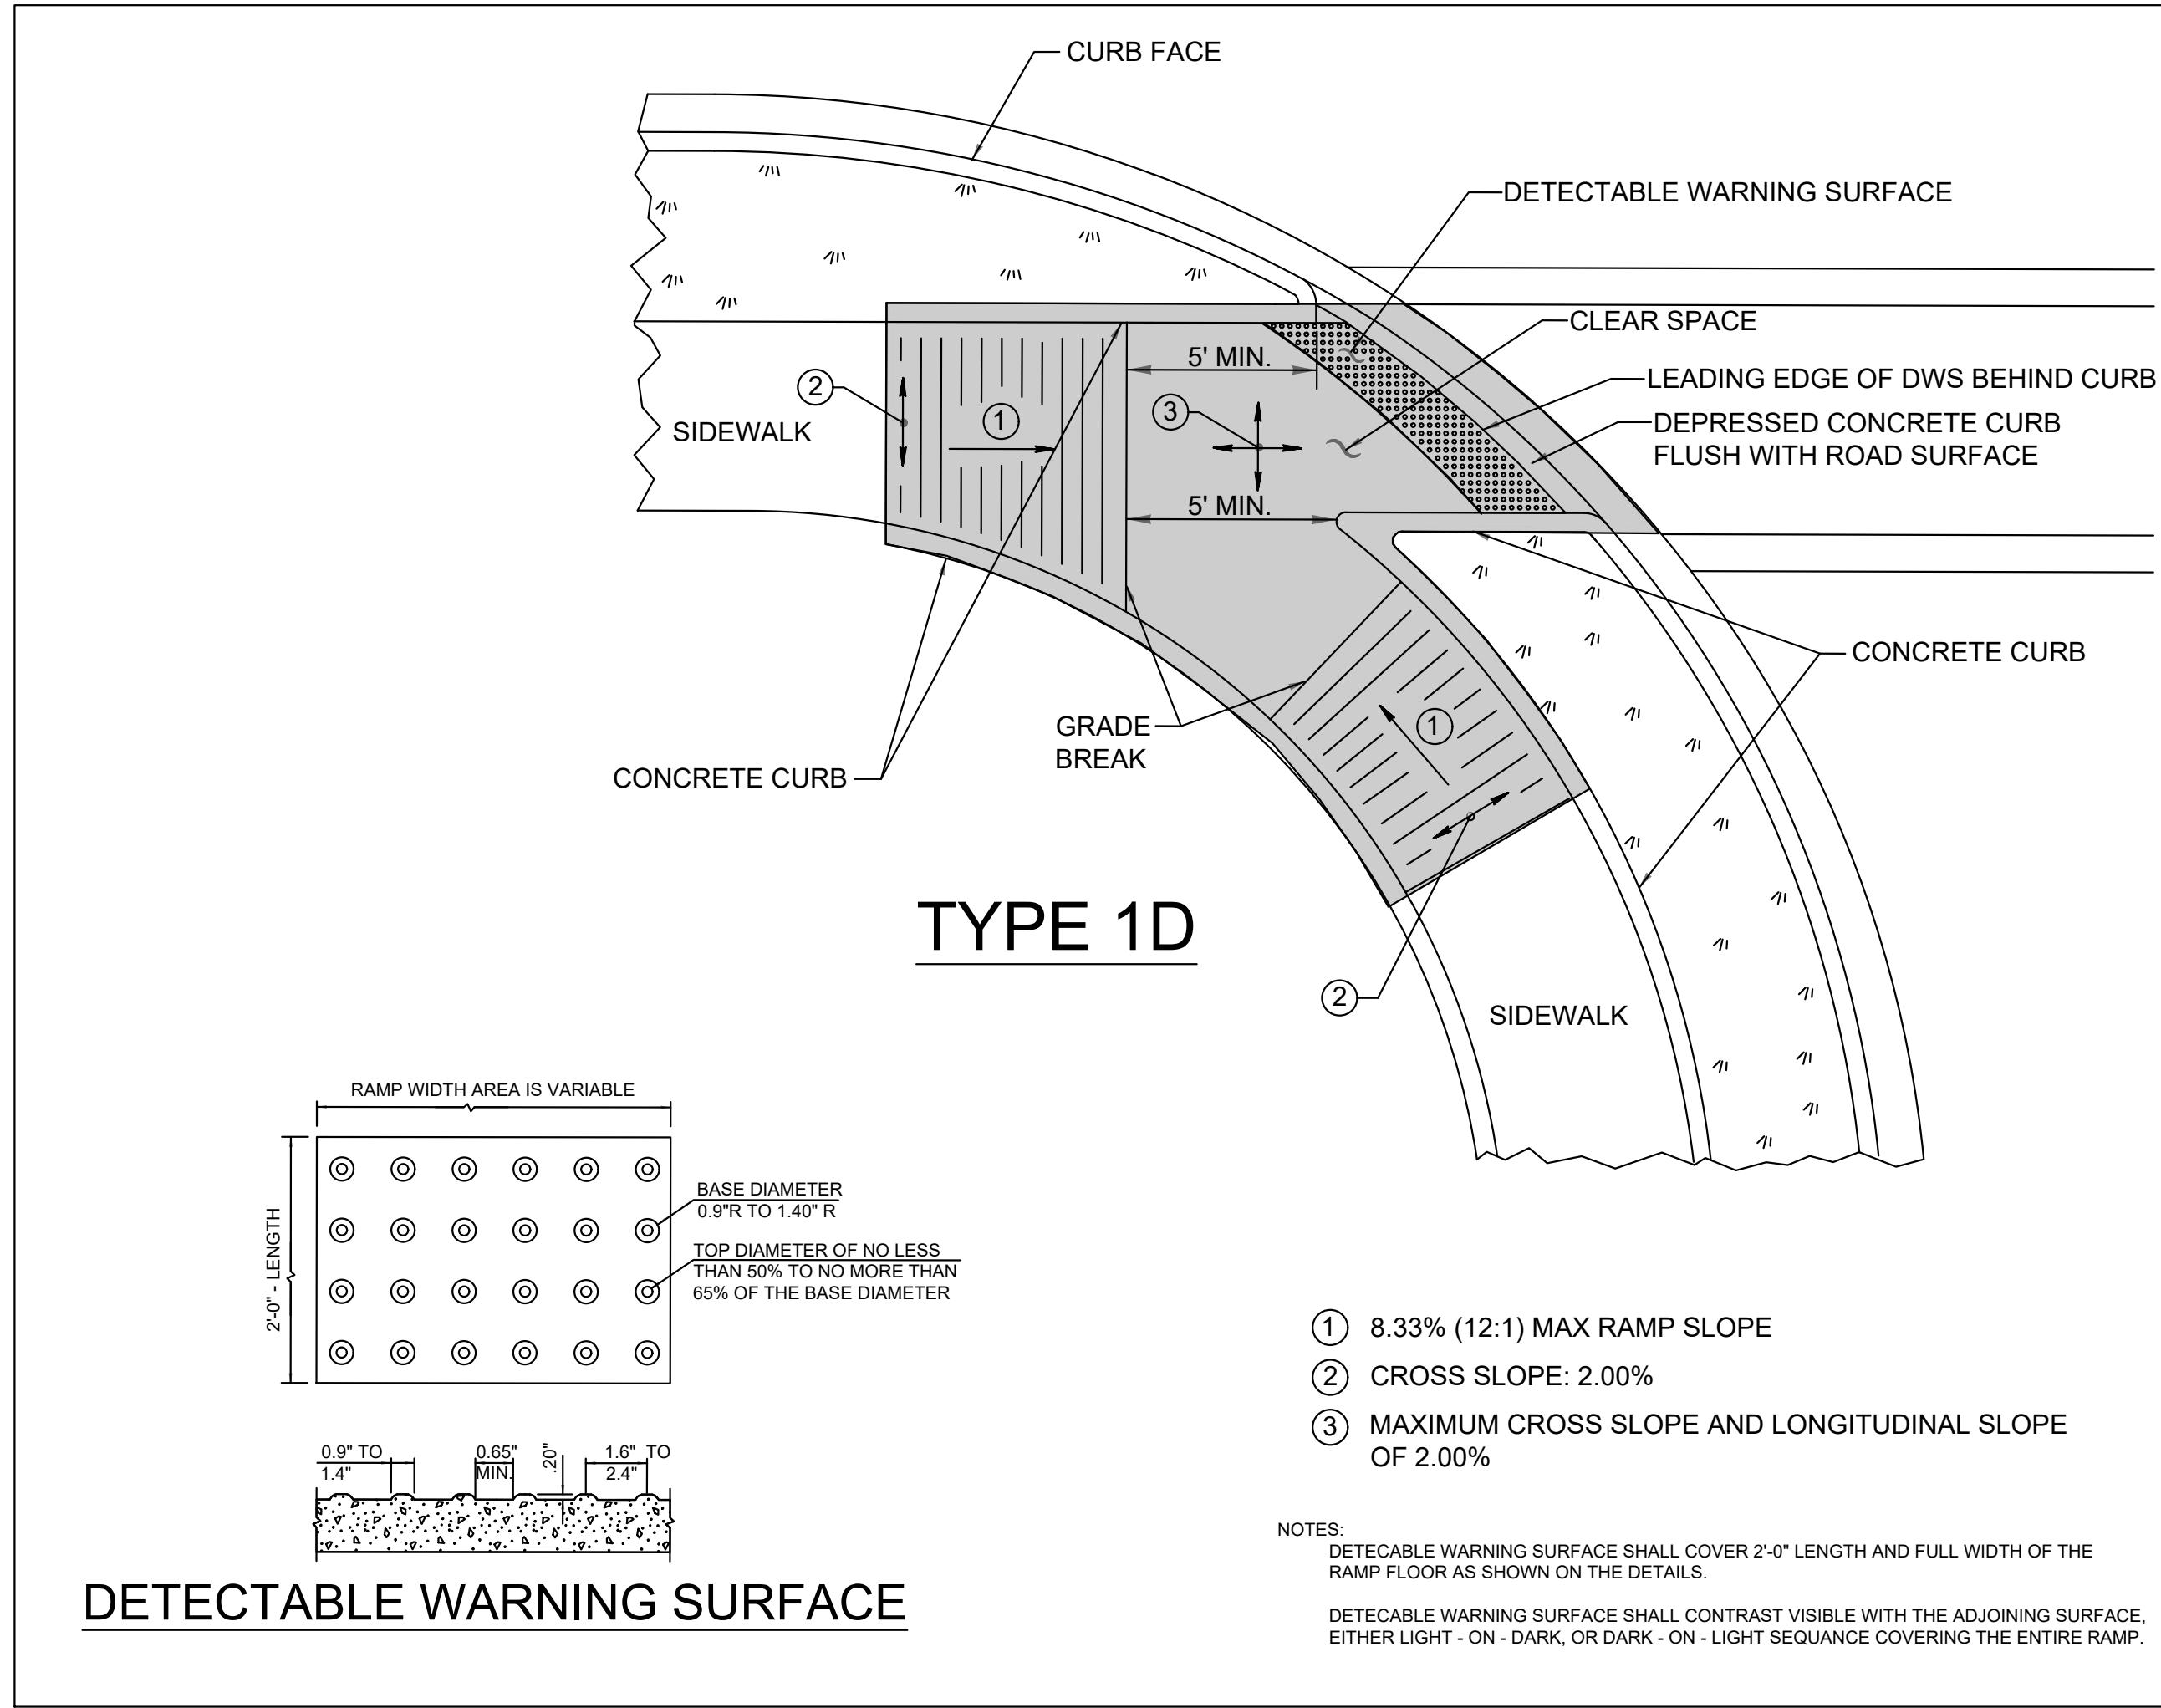 CURB FACE
DETECTABLE WARNING SURFACE
CLEAR SPACE
5' MIN.
LEADING EDGE OF DWS BEHIND CURB
2
3
1
DEPRESSED CONCRETE CURB
FLUSH WITH ROAD SURFACE
SIDEWALK
5' MIN.
CONCRETE CURB
GRADE
BREAK
1
CONCRETE CURB
TYPE 1D
2
SIDEWALK
RAMP WIDTH AREA IS VARIABLE
2'-0" - LENGTH
BASE DIAMETER
0.9"R TO 1.40" R
TOP DIAMETER OF NO LESS
THAN 50% TO NO MORE THAN
65% OF THE BASE DIAMETER
0.9" TO
1.4"
0.65"
MIN.
.20"
1.6" TO
2.4"
DETECTABLE WARNING SURFACE
1 8.33% (12:1) MAX RAMP SLOPE
2 CROSS SLOPE: 2.00%
3 MAXIMUM CROSS SLOPE AND LONGITUDINAL SLOPE
OF 2.00%
NOTES:
DETECABLE WARNING SURFACE SHALL COVER 2'-0" LENGTH AND FULL WIDTH OF THE
RAMP FLOOR AS SHOWN ON THE DETAILS.
DETECABLE WARNING SURFACE SHALL CONTRAST VISIBLE WITH THE ADJOINING SURFACE,
EITHER LIGHT - ON - DARK, OR DARK - ON - LIGHT SEQUANCE COVERING THE ENTIRE RAMP.